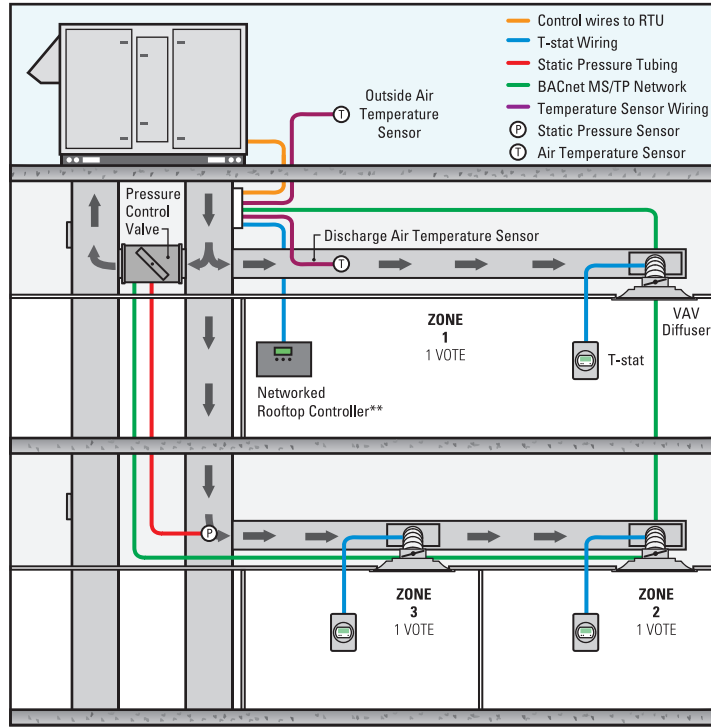 Control wires to RTU
T-stat Wiring
Static Pressure Tubing
BACnet MS/TP Network
Temperature Sensor Wiring
P Static Pressure Sensor
T Air Temperature Sensor
Outside Air
Temperature
Sensor
T
Pressure
Control
Valve
Discharge Air Temperature Sensor
T
VAV
Diffuser
ZONE
1
1 VOTE
T-stat
Networked
Rooftop Controller**
P
ZONE
3
1 VOTE
ZONE
2
1 VOTE